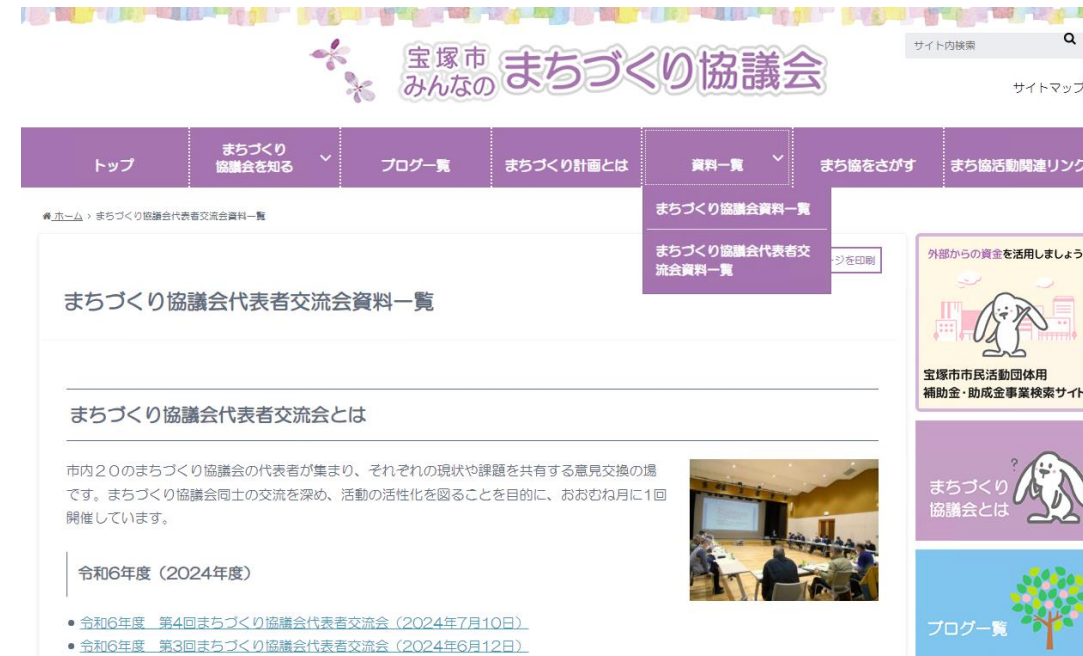 宝塚市
みんなの
まちづくり協議会
サイト内検索
サイトマップ
トップ
まちづくり
協議会を知る
ブログ一覧
まちづくり計画とは
資料一覧
まち協をさがす
まち協活動関連リンク
まちづくり協議会資料一覧
まちづくり協議会代表者交
流会資料一覧
ホーム › まちづくり協議会代表者交流会資料一覧
ージを印刷
まちづくり協議会代表者交流会資料一覧
まちづくり協議会代表者交流会とは
市内20のまちづくり協議会の代表者が集まり、それぞれの現状や課題を共有する意見交換の場
です。まちづくり協議会同士の交流を深め、活動の活性化を図ることを目的に、おおむね月に1回
開催しています。
令和6年度（2024年度）
• 令和6年度　第4回まちづくり協議会代表者交流会（2024年7月10日）
• 令和6年度　第3回まちづくり協議会代表者交流会（2024年6月12日）
外部からの資金を活用しましょう
宝塚市市民活動団体用
補助金・助成金事業検索サイト
?
まちづくり
協議会とは
ブログ一覧